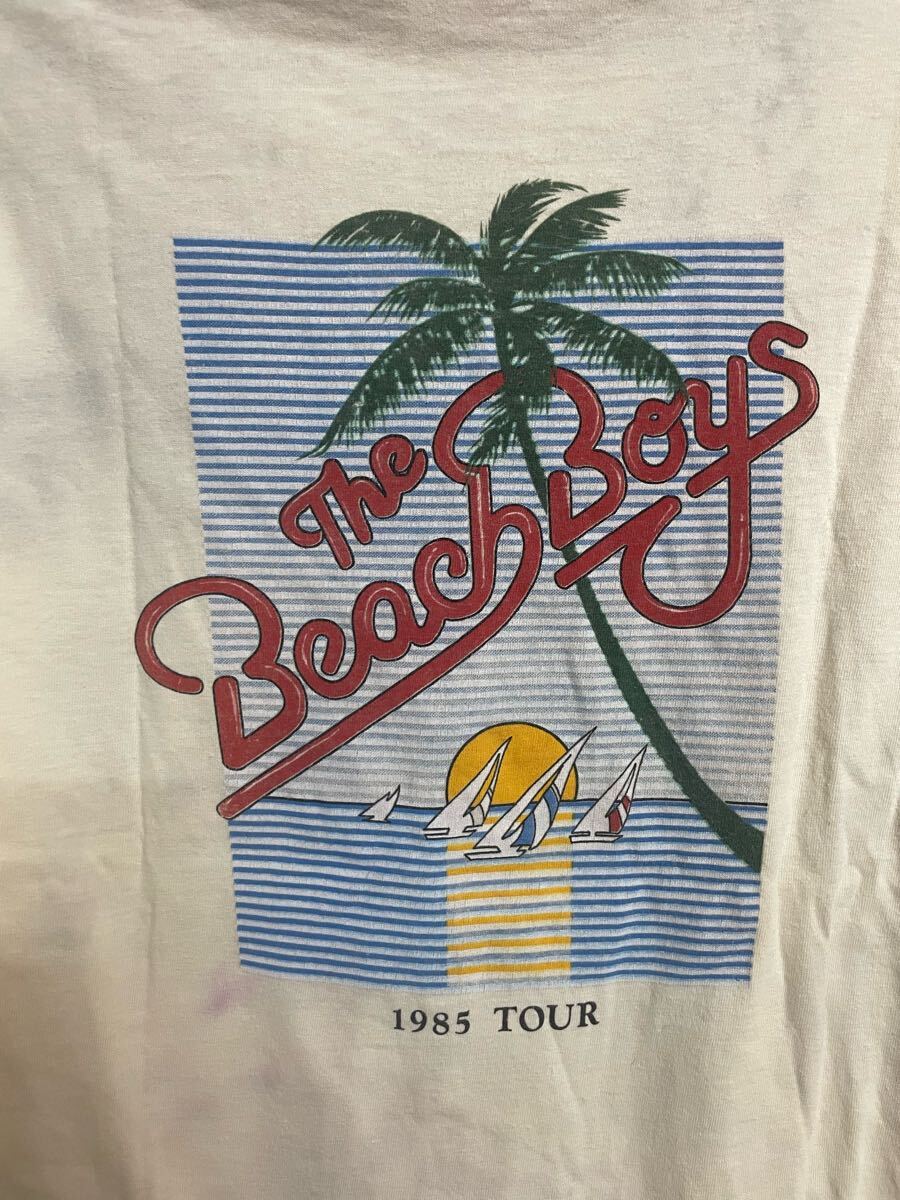 The
Beach Boys
1985 TOUR